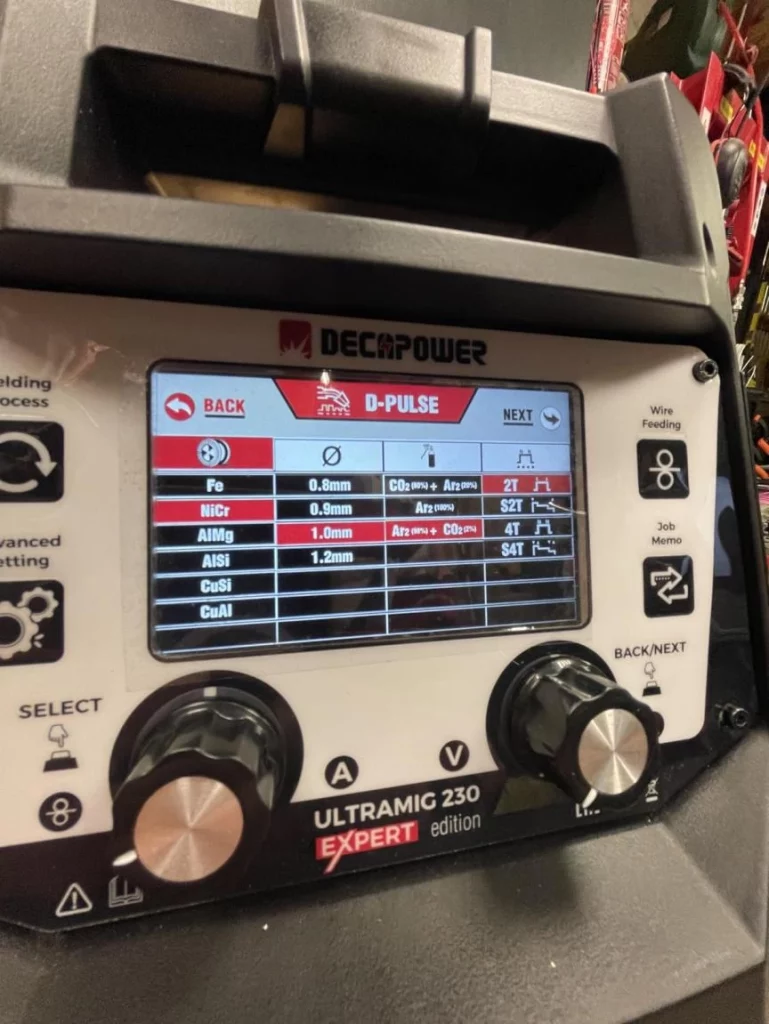 DECAPOWER
elding
ocess
BACK
D-PULSE
NEXT
Wire
Feeding
Ø
Fe 0.8mm CO2 (80%) + Ar2 (20%) 2T
NiCr 0.9mm Ar2 (100%) S2T
AlMg 1.0mm Ar2 (98%) + CO2 (2%) 4T
AlSi 1.2mm S4T
CuSi
CuAl
vanced
etting
Job
Memo
SELECT
BACK/NEXT
A
V
ULTRAMIG 230
EXPERT edition